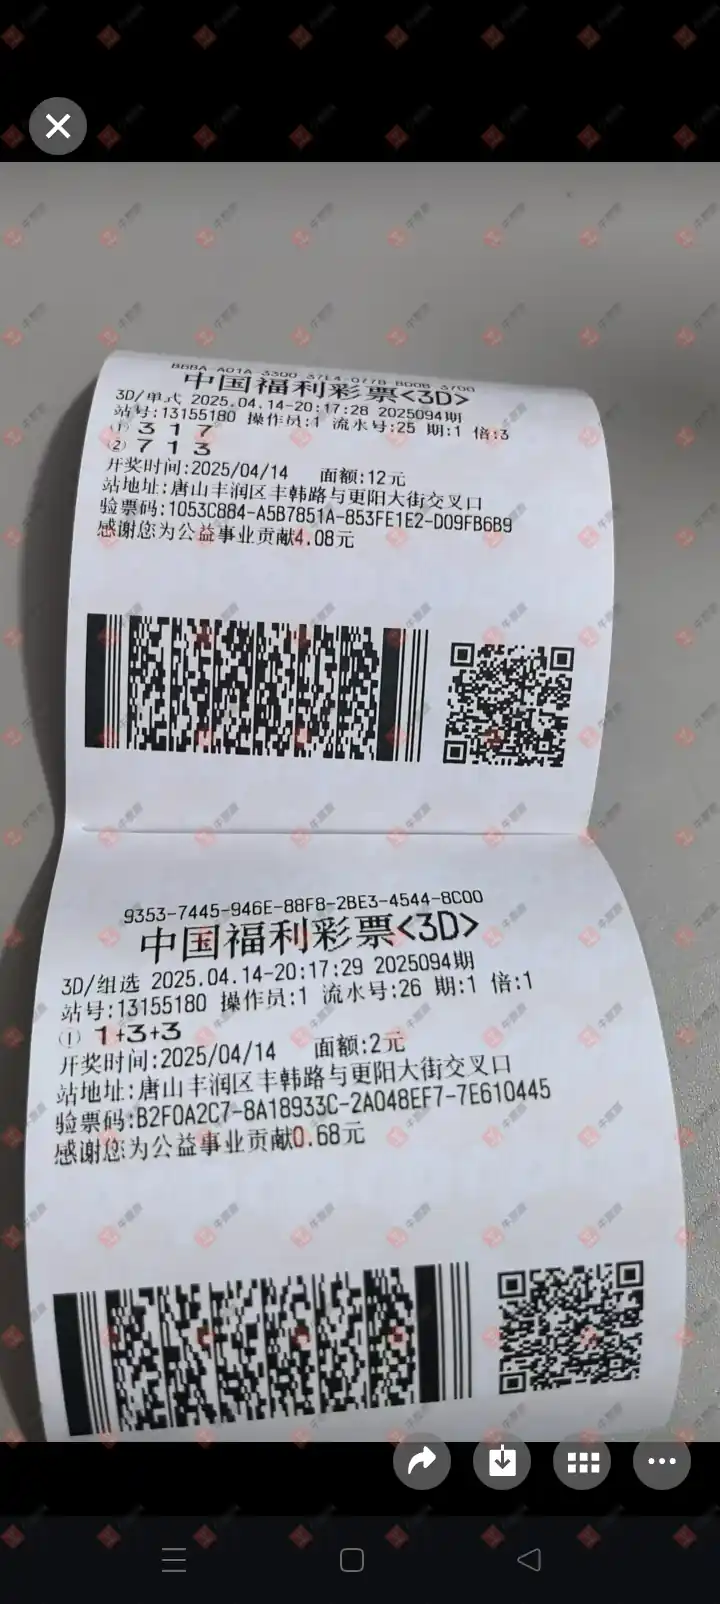 BBBA-A01A-3300-37E4-0778-BD0B-3700
中国福利彩票<3D>
3D/单式 2025.04.14-20:17:28 2025094期
站号:13155180 操作员:1 流水号:25 期:1 倍:3
① 3 1 7
② 7 1 3
开奖时间:2025/04/14 面额:12元
站地址:唐山丰润区丰韩路与更阳大街交叉口
验票码:1053C884-A5B7851A-853FE1E2-D09FB6B9
感谢您为公益事业贡献4.08元
9353-7445-946E-88F8-2BE3-4544-8C00
中国福利彩票<3D>
3D/组选 2025.04.14-20:17:29 2025094期
站号:13155180 操作员:1 流水号:26 期:1 倍:1
① 1+3+3
开奖时间:2025/04/14 面额:2元
站地址:唐山丰润区丰韩路与更阳大街交叉口
验票码:B2F0A2C7-8A18933C-2A048EF7-7E610445
感谢您为公益事业贡献0.68元